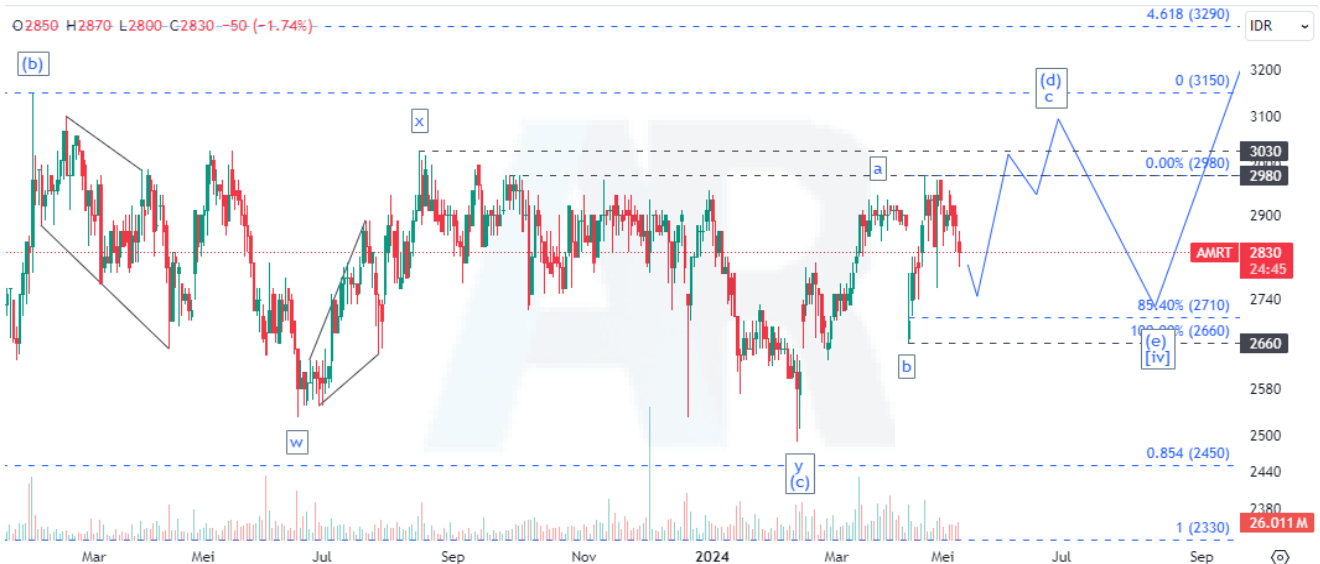 4.618 (3290)
O2850 H2870 L2800 C2830 −50 (−1.74%)
IDR
(b)
3200
0 (3150)
(d)
c
3100
x
3030
0.00% (2980)
2980
a
2900
AMRT 2830
24:45
2740
85.40% (2710)
(2660)
2660
(e)
[iv]
b
2580
w
2500
y
(c)
0.854 (2450)
2440
2380
26.011 M
1 (2330)
Mar Mei Jul Sep Nov 2024 Mar Mei Jul Sep
AR